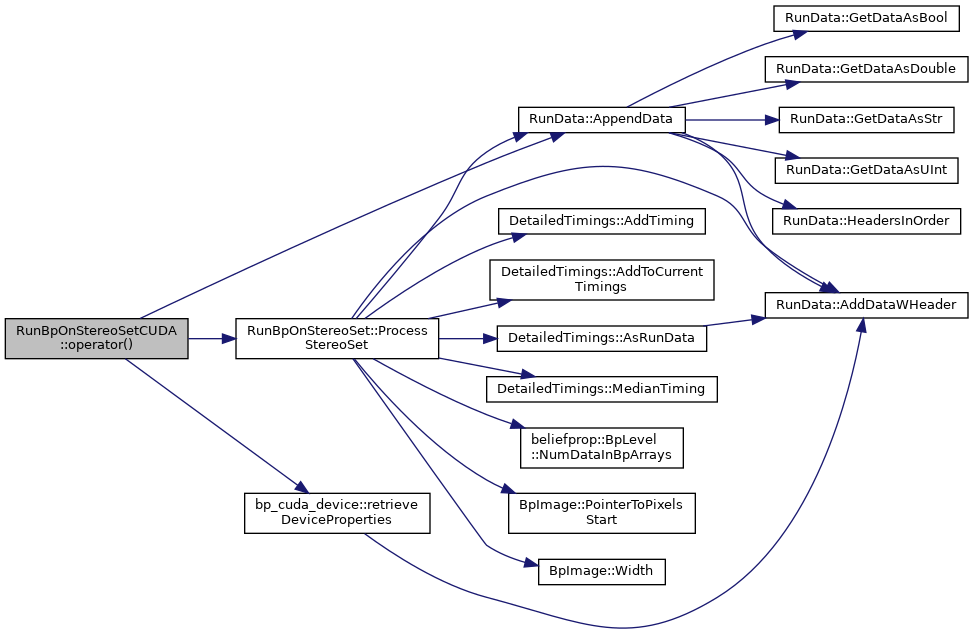 RunBpOnStereoSetCUDA
::operator()
RunBpOnStereoSet::Process
StereoSet
bp_cuda_device::retrieve
DeviceProperties
RunData::AppendData
DetailedTimings::AddTiming
DetailedTimings::AddToCurrent
Timings
DetailedTimings::AsRunData
DetailedTimings::MedianTiming
beliefprop::BpLevel
::NumDataInBpArrays
BpImage::PointerToPixels
Start
BpImage::Width
RunData::GetDataAsBool
RunData::GetDataAsDouble
RunData::GetDataAsStr
RunData::GetDataAsUInt
RunData::HeadersInOrder
RunData::AddDataWHeader